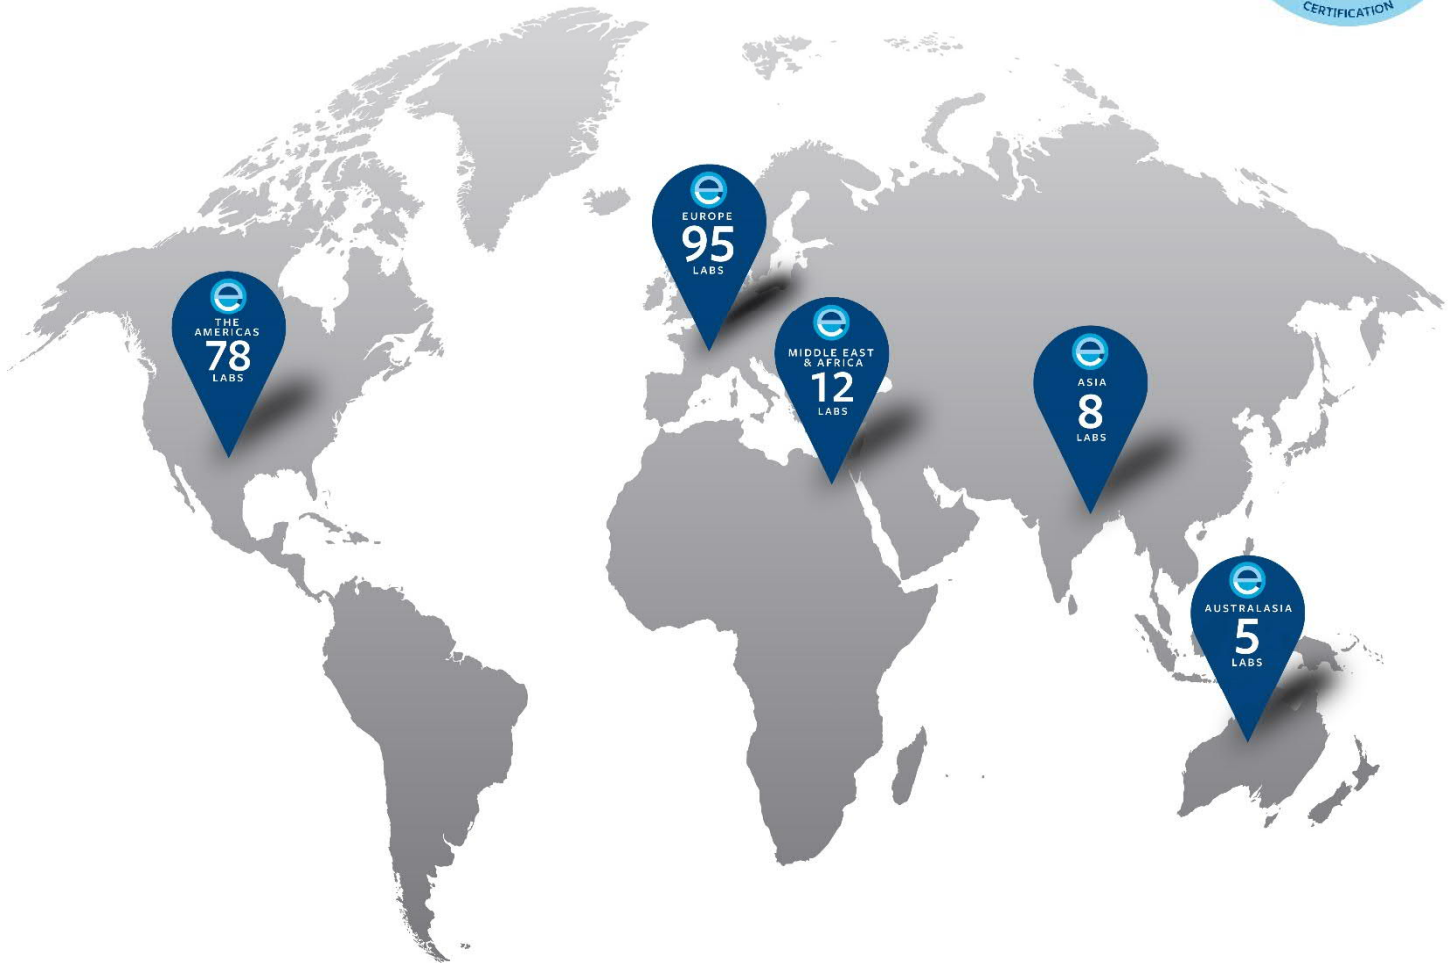 CERTIFICATION
EUROPE
95
LABS
THE
AMERICAS
78
LABS
MIDDLE EAST
& AFRICA
12
LABS
ASIA
8
LABS
AUSTRALASIA
5
LABS